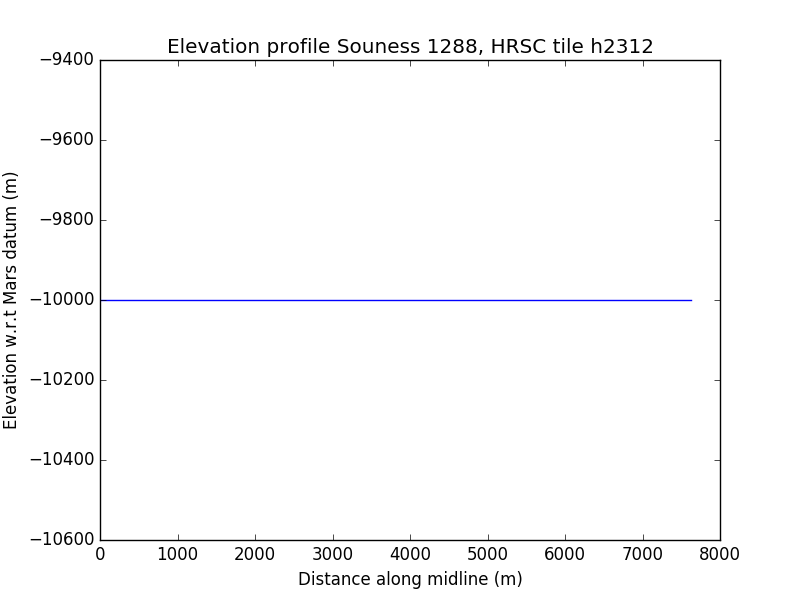 Elevation profile Souness 1288, HRSC tile h2312
−9400
−9600
−9800
−10000
−10200
−10400
−10600
Elevation w.r.t Mars datum (m)
0 1000 2000 3000 4000 5000 6000 7000 8000
Distance along midline (m)